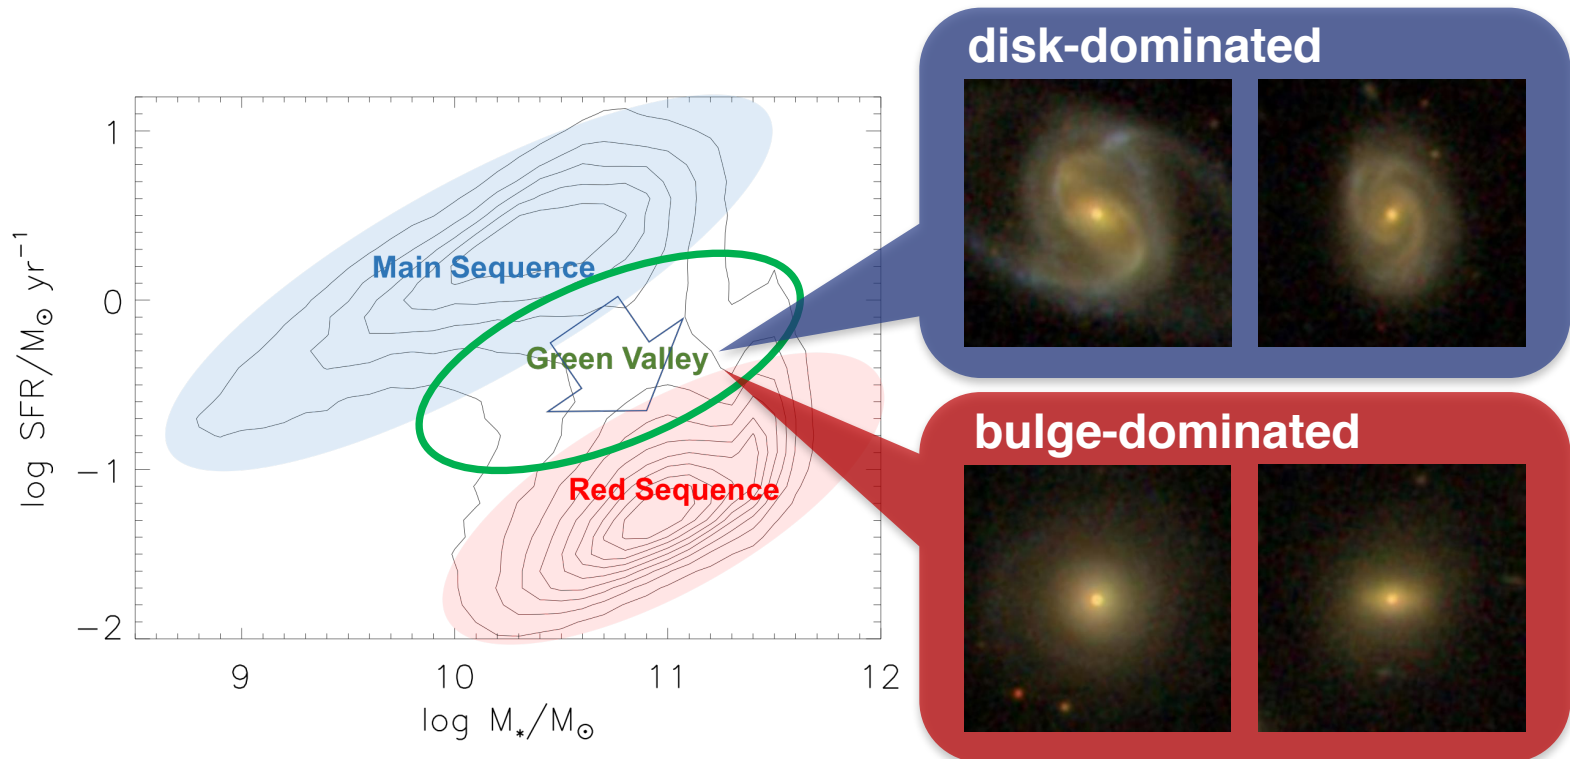 disk-dominated
1
0
−1
−2
log SFR/M☉ yr⁻¹
Main Sequence
Green Valley
Red Sequence
9
10
11
12
log M*/M☉
bulge-dominated